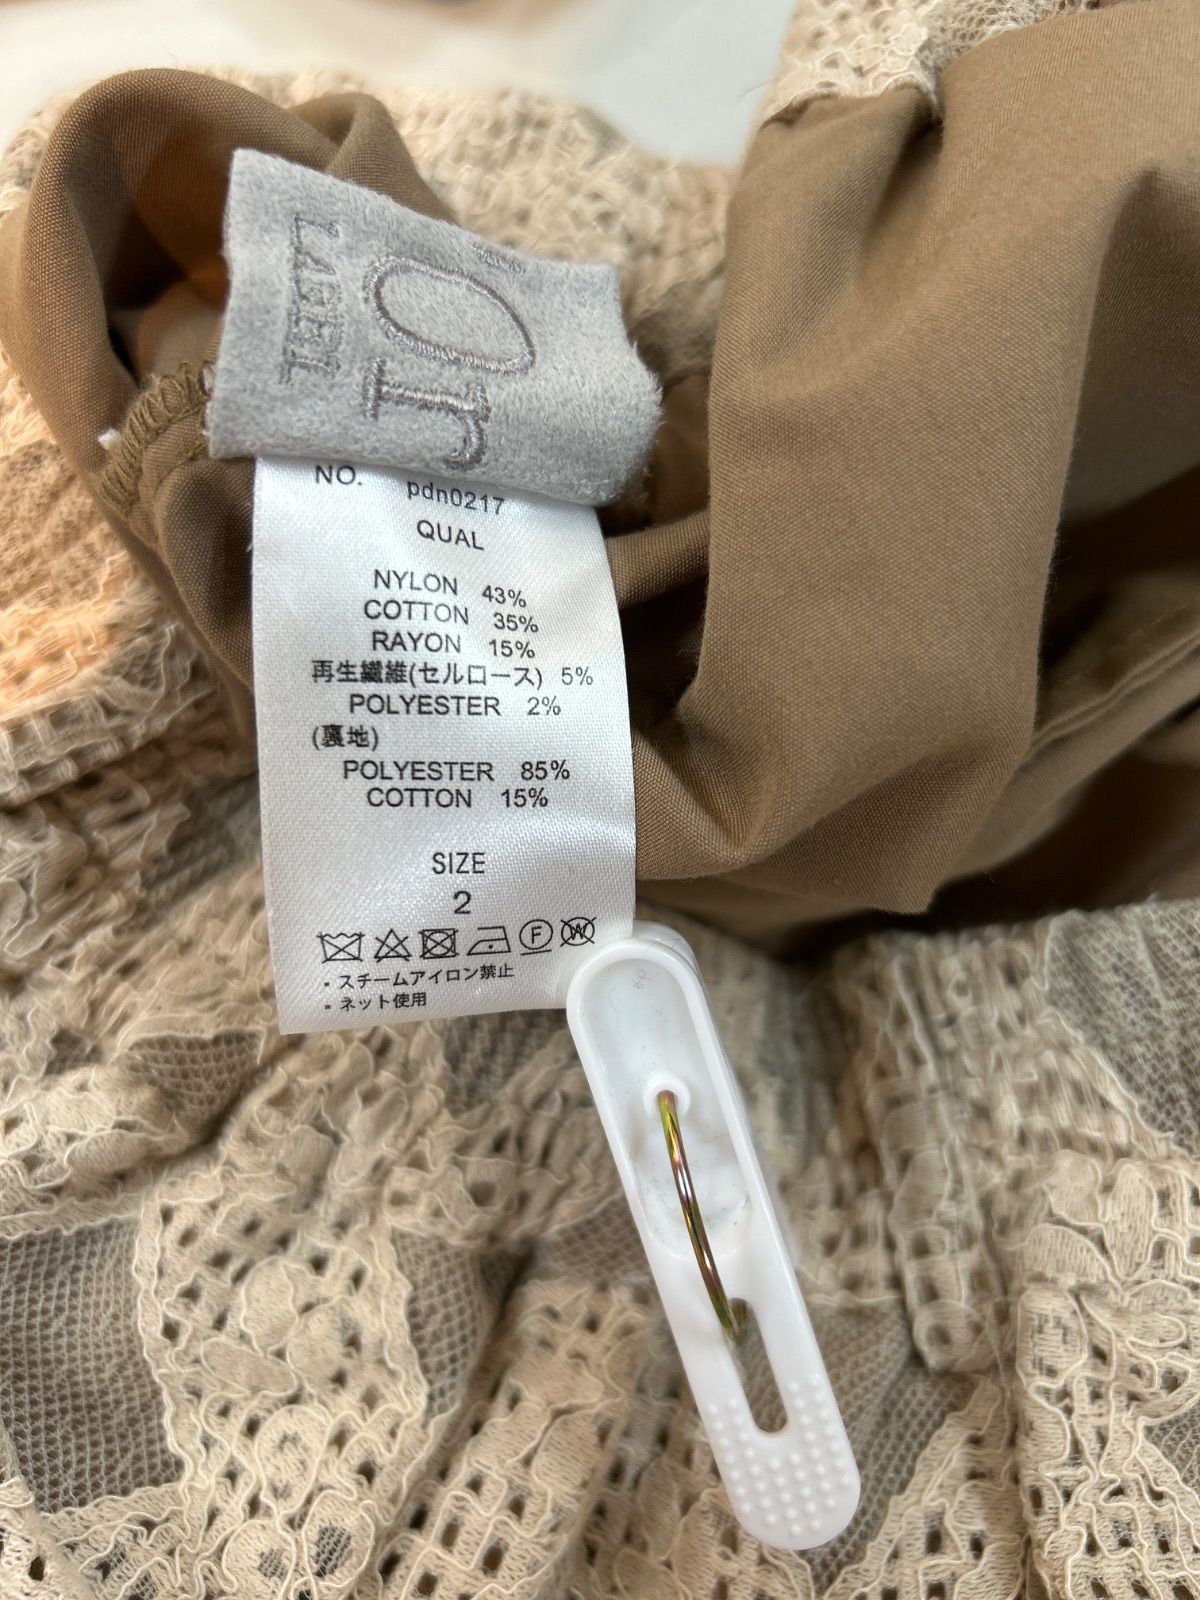 "Or
LABEL
NO. pdn0217
QUAL
NYLON 43%
COTTON 35%
RAYON 15%
再生繊維(セルロース) 5%
POLYESTER 2%
(裏地)
POLYESTER 85%
COTTON 15%
SIZE
2
F W
・スチームアイロン禁止
・ネット使用